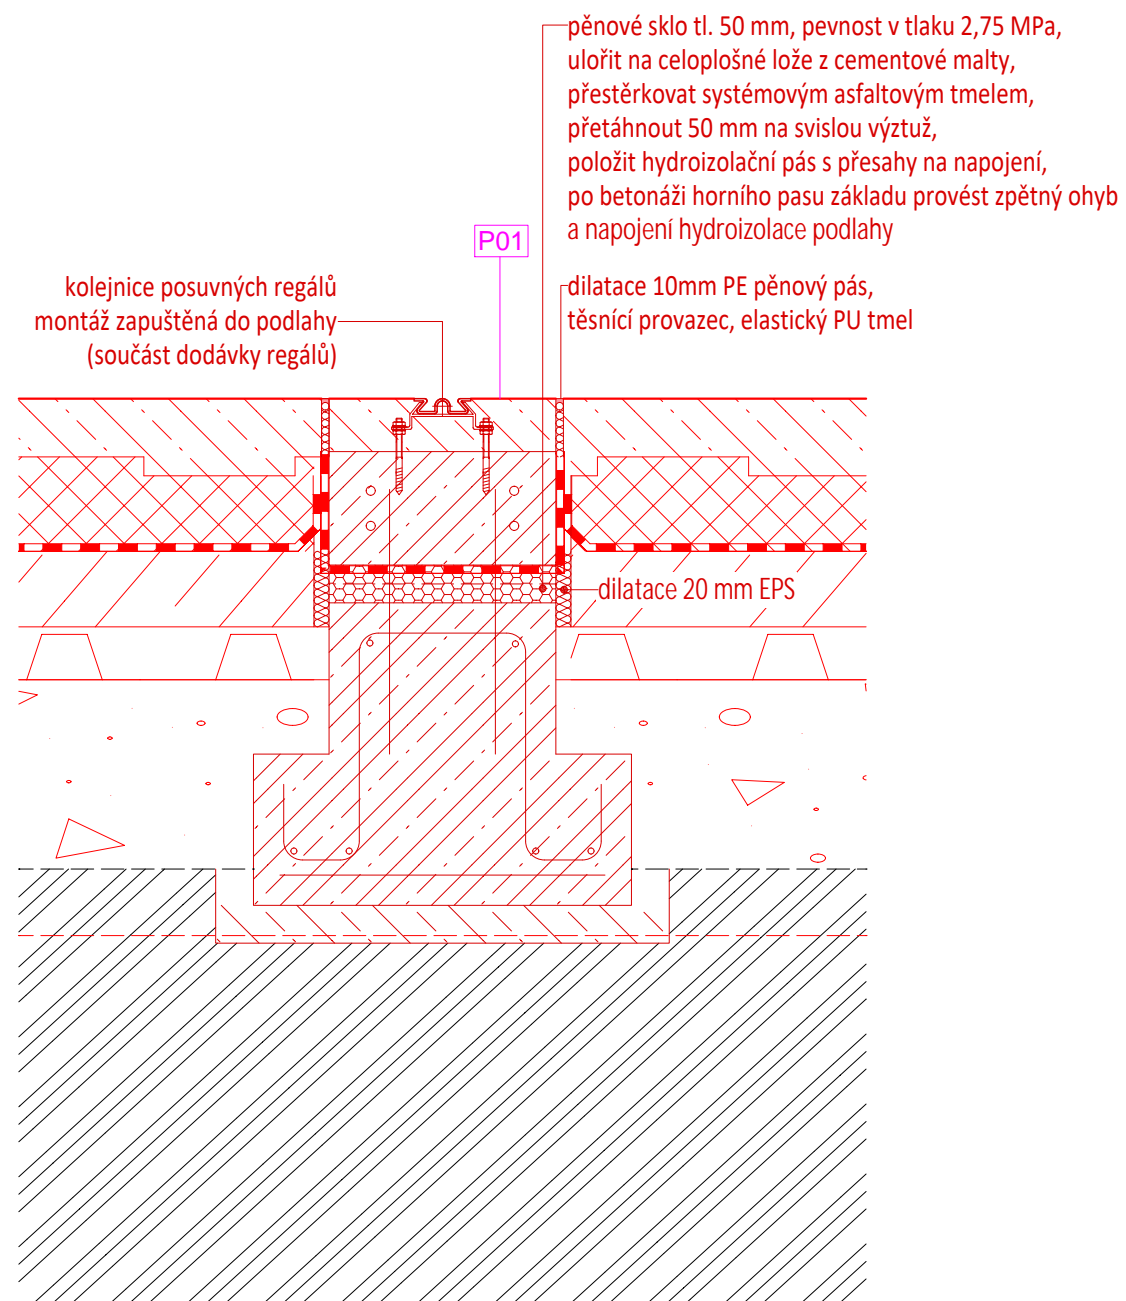 pěnové sklo tl. 50 mm, pevnost v tlaku 2,75 MPa,
ulořit na celoplošné lože z cementové malty,
přestěrkovat systémovým asfaltovým tmelem,
přetáhnout 50 mm na svislou výztuž,
položit hydroizolační pás s přesahy na napojení,
po betonáži horního pasu základu provést zpětný ohyb
a napojení hydroizolace podlahy
P01
kolejnice posuvných regálů
montáž zapuštěná do podlahy
(součást dodávky regálů)
dilatace 10mm PE pěnový pás,
těsnící provazec, elastický PU tmel
dilatace 20 mm EPS